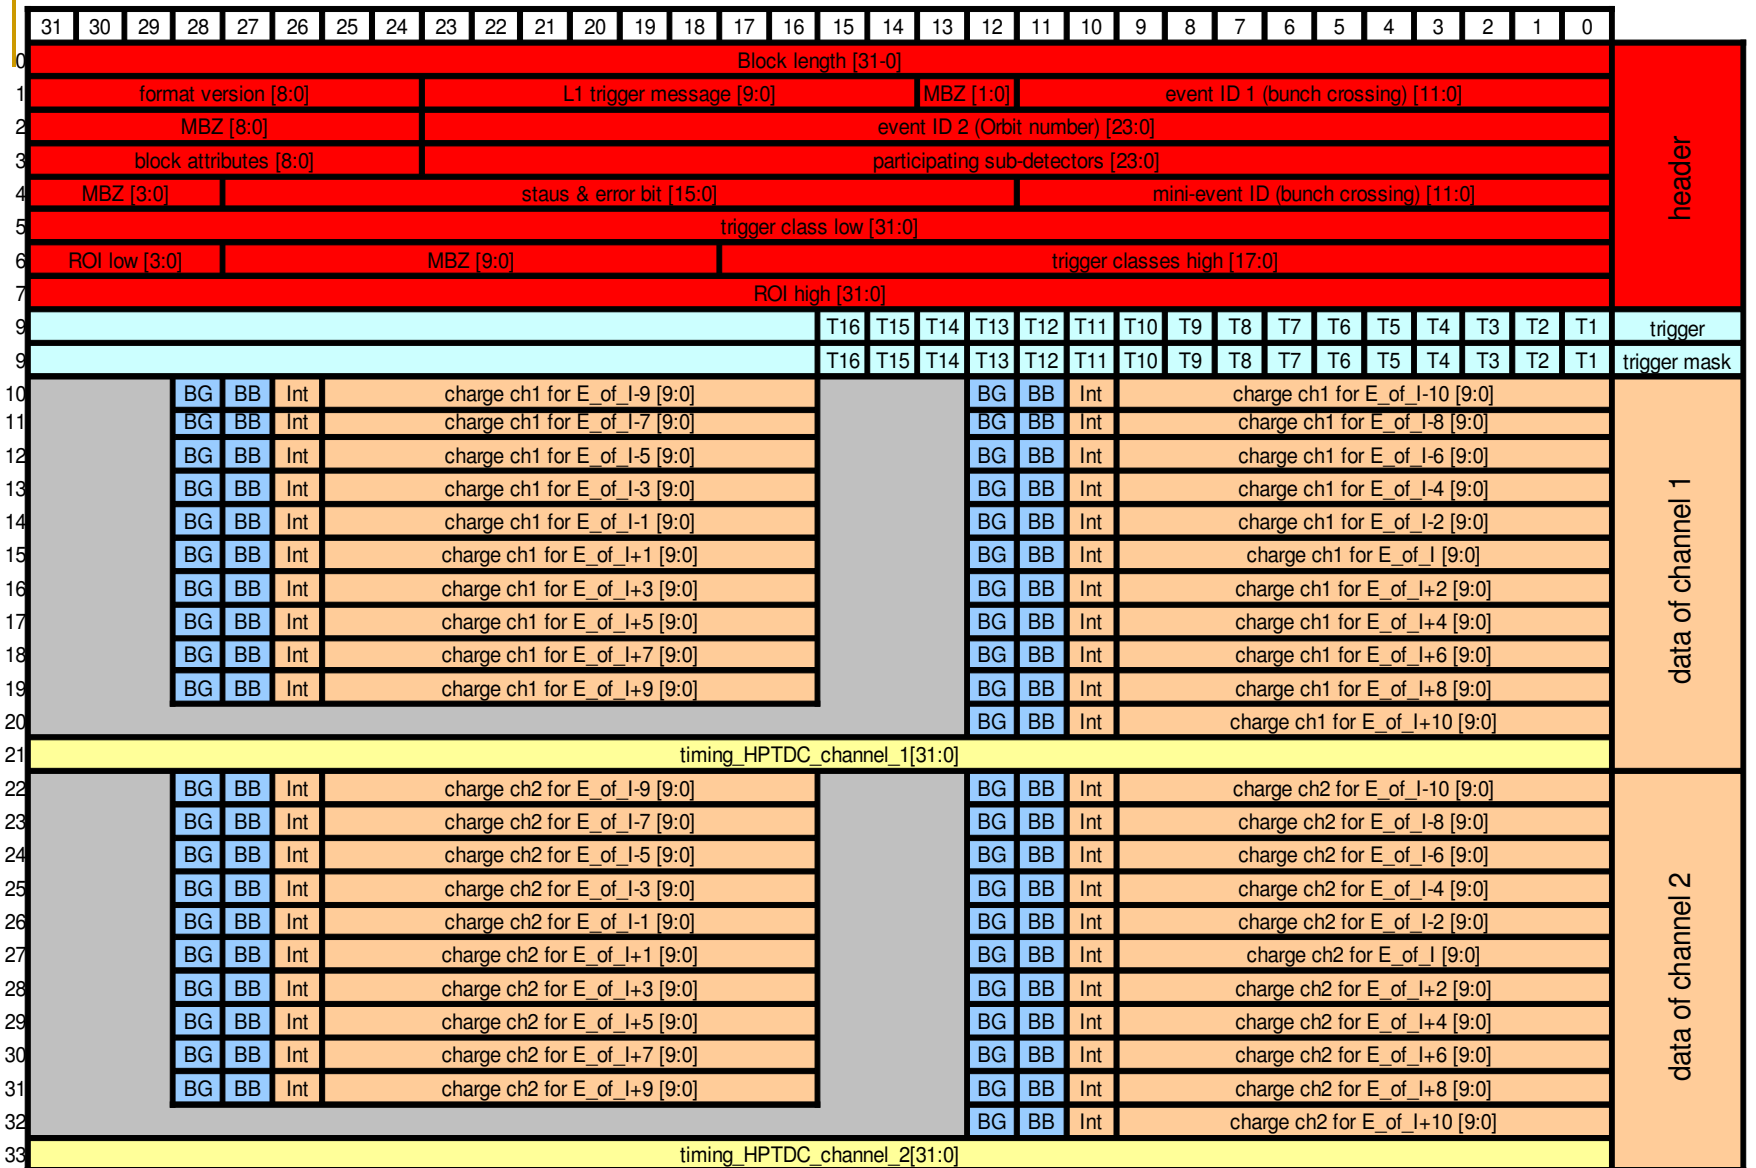 31 30 29 28 27 26 25 24 23 22 21 20 19 18 17 16 15 14 13 12 11 10 9 8 7 6 5 4 3 2 1 0
0 Block length [31-0]
1 format version [8:0] L1 trigger message [9:0] MBZ [1:0] event ID 1 (bunch crossing) [11:0]
2 MBZ [8:0] event ID 2 (Orbit number) [23:0]
3 block attributes [8:0] participating sub-detectors [23:0]
4 MBZ [3:0] staus & error bit [15:0] mini-event ID (bunch crossing) [11:0]
5 trigger class low [31:0]
6 ROI low [3:0] MBZ [9:0] trigger classes high [17:0]
7 ROI high [31:0]
header
9 T16 T15 T14 T13 T12 T11 T10 T9 T8 T7 T6 T5 T4 T3 T2 T1 trigger
9 T16 T15 T14 T13 T12 T11 T10 T9 T8 T7 T6 T5 T4 T3 T2 T1 trigger mask
10 BG BB Int charge ch1 for E_of_I-9 [9:0] BG BB Int charge ch1 for E_of_I-10 [9:0]
11 BG BB Int charge ch1 for E_of_I-7 [9:0] BG BB Int charge ch1 for E_of_I-8 [9:0]
12 BG BB Int charge ch1 for E_of_I-5 [9:0] BG BB Int charge ch1 for E_of_I-6 [9:0]
13 BG BB Int charge ch1 for E_of_I-3 [9:0] BG BB Int charge ch1 for E_of_I-4 [9:0]
14 BG BB Int charge ch1 for E_of_I-1 [9:0] BG BB Int charge ch1 for E_of_I-2 [9:0]
15 BG BB Int charge ch1 for E_of_I+1 [9:0] BG BB Int charge ch1 for E_of_I [9:0]
16 BG BB Int charge ch1 for E_of_I+3 [9:0] BG BB Int charge ch1 for E_of_I+2 [9:0]
17 BG BB Int charge ch1 for E_of_I+5 [9:0] BG BB Int charge ch1 for E_of_I+4 [9:0]
18 BG BB Int charge ch1 for E_of_I+7 [9:0] BG BB Int charge ch1 for E_of_I+6 [9:0]
19 BG BB Int charge ch1 for E_of_I+9 [9:0] BG BB Int charge ch1 for E_of_I+8 [9:0]
20 BG BB Int charge ch1 for E_of_I+10 [9:0]
21 timing_HPTDC_channel_1[31:0]
data of channel 1
22 BG BB Int charge ch2 for E_of_I-9 [9:0] BG BB Int charge ch2 for E_of_I-10 [9:0]
23 BG BB Int charge ch2 for E_of_I-7 [9:0] BG BB Int charge ch2 for E_of_I-8 [9:0]
24 BG BB Int charge ch2 for E_of_I-5 [9:0] BG BB Int charge ch2 for E_of_I-6 [9:0]
25 BG BB Int charge ch2 for E_of_I-3 [9:0] BG BB Int charge ch2 for E_of_I-4 [9:0]
26 BG BB Int charge ch2 for E_of_I-1 [9:0] BG BB Int charge ch2 for E_of_I-2 [9:0]
27 BG BB Int charge ch2 for E_of_I+1 [9:0] BG BB Int charge ch2 for E_of_I [9:0]
28 BG BB Int charge ch2 for E_of_I+3 [9:0] BG BB Int charge ch2 for E_of_I+2 [9:0]
29 BG BB Int charge ch2 for E_of_I+5 [9:0] BG BB Int charge ch2 for E_of_I+4 [9:0]
30 BG BB Int charge ch2 for E_of_I+7 [9:0] BG BB Int charge ch2 for E_of_I+6 [9:0]
31 BG BB Int charge ch2 for E_of_I+9 [9:0] BG BB Int charge ch2 for E_of_I+8 [9:0]
32 BG BB Int charge ch2 for E_of_I+10 [9:0]
33 timing_HPTDC_channel_2[31:0]
data of channel 2